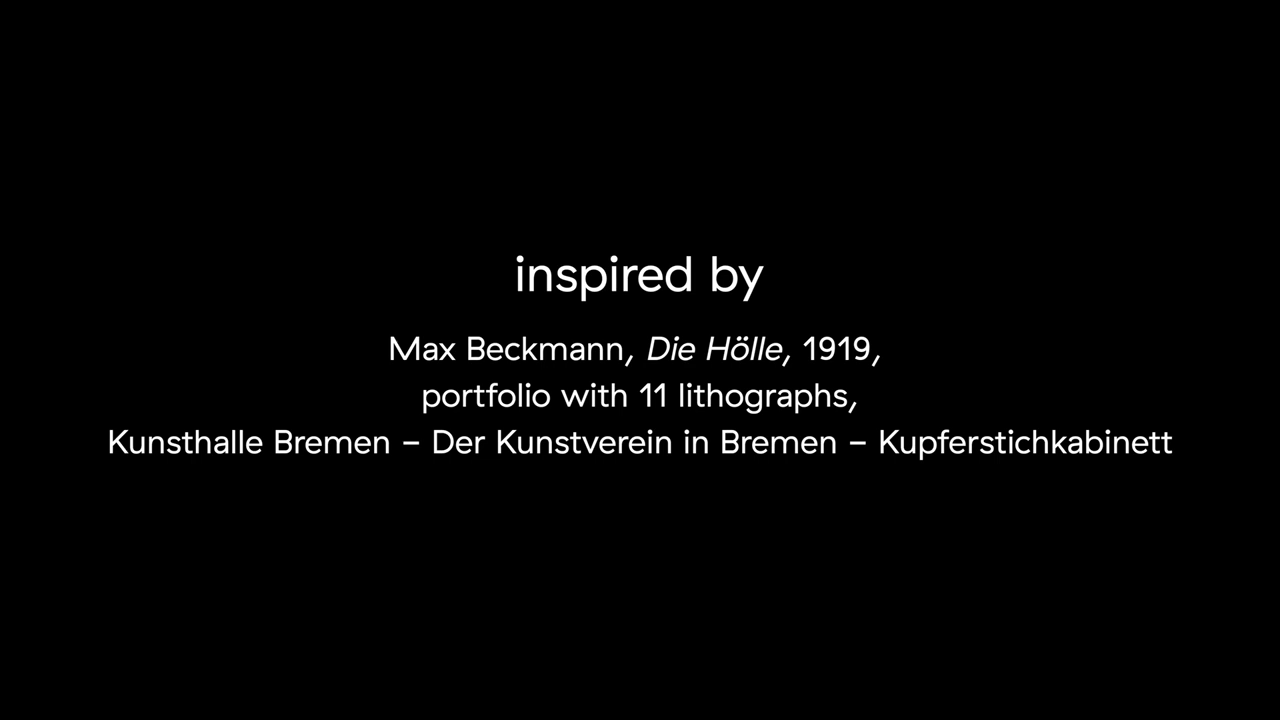 inspired by
Max Beckmann, Die Hölle, 1919,
portfolio with 11 lithographs,
Kunsthalle Bremen – Der Kunstverein in Bremen – Kupferstichkabinett